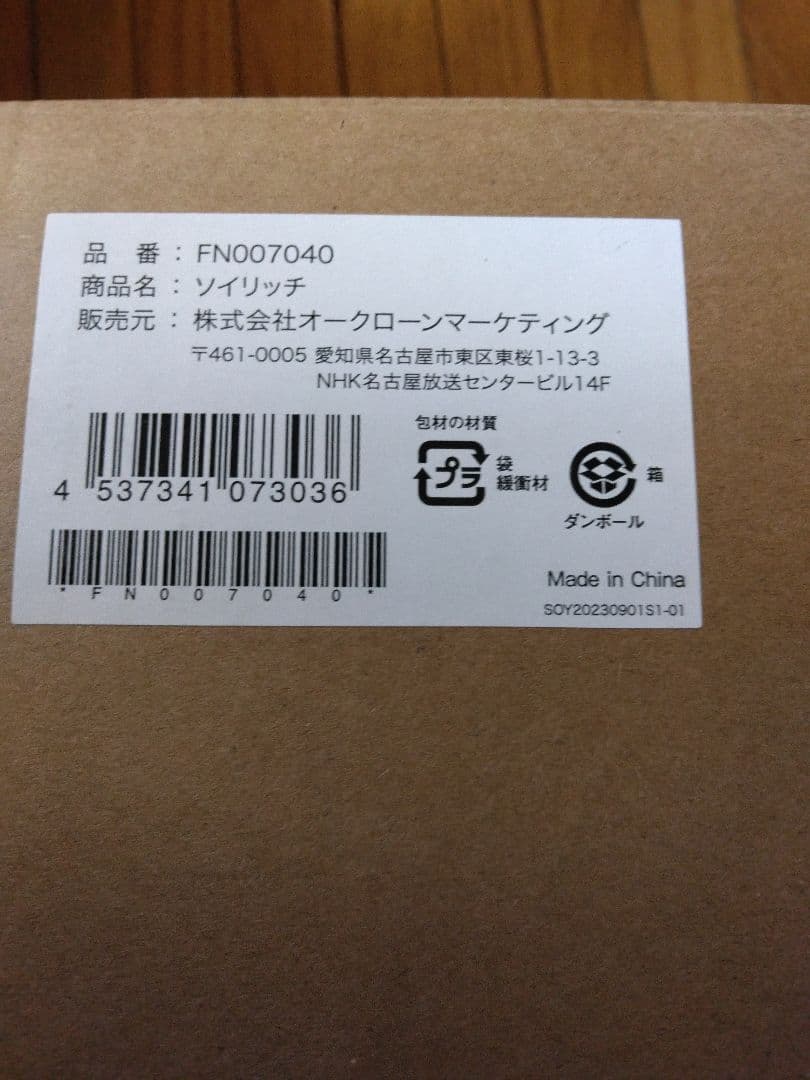 品 番 : FN007040
商品名 : ソイリッチ
販売元 : 株式会社オークローンマーケティング
〒461-0005 愛知県名古屋市東区東桜1-13-3
NHK名古屋放送センタービル14F
包材の材質
プラ 袋 緩衝材
箱
ダンボール
4 537341 073036
*FN007040*
Made in China
SOY20230901S1-01